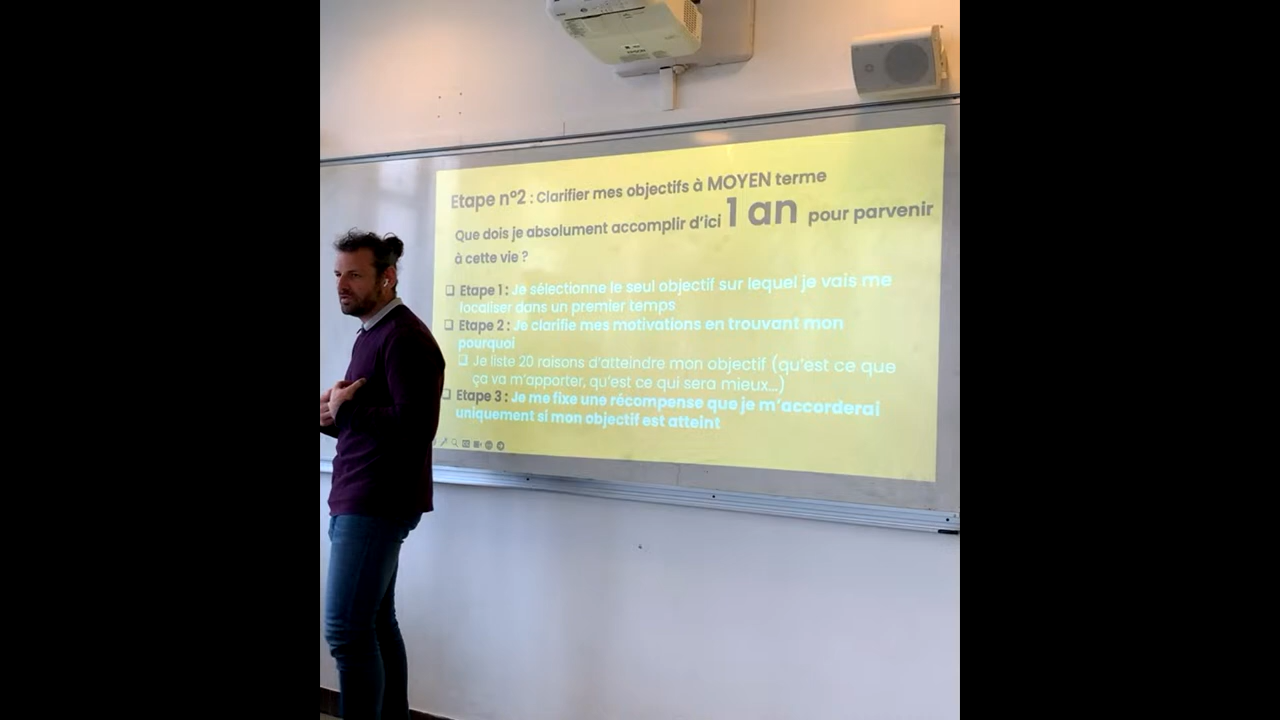 Etape n°2 : Clarifier mes objectifs à MOYEN terme
Que dois je absolument accomplir d'ici 1 an pour parvenir
à cette vie ?
❑ Etape 1 : Je sélectionne le seul objectif sur lequel je vais me
localiser dans un premier temps
❑ Etape 2 : Je clarifie mes motivations en trouvant mon
pourquoi
❑ Je liste 20 raisons d'atteindre mon objectif (qu'est ce que
ça va m'apporter, qu'est ce qui sera mieux...)
❑ Etape 3 : Je me fixe une récompense que je m'accorderai
uniquement si mon objectif est atteint